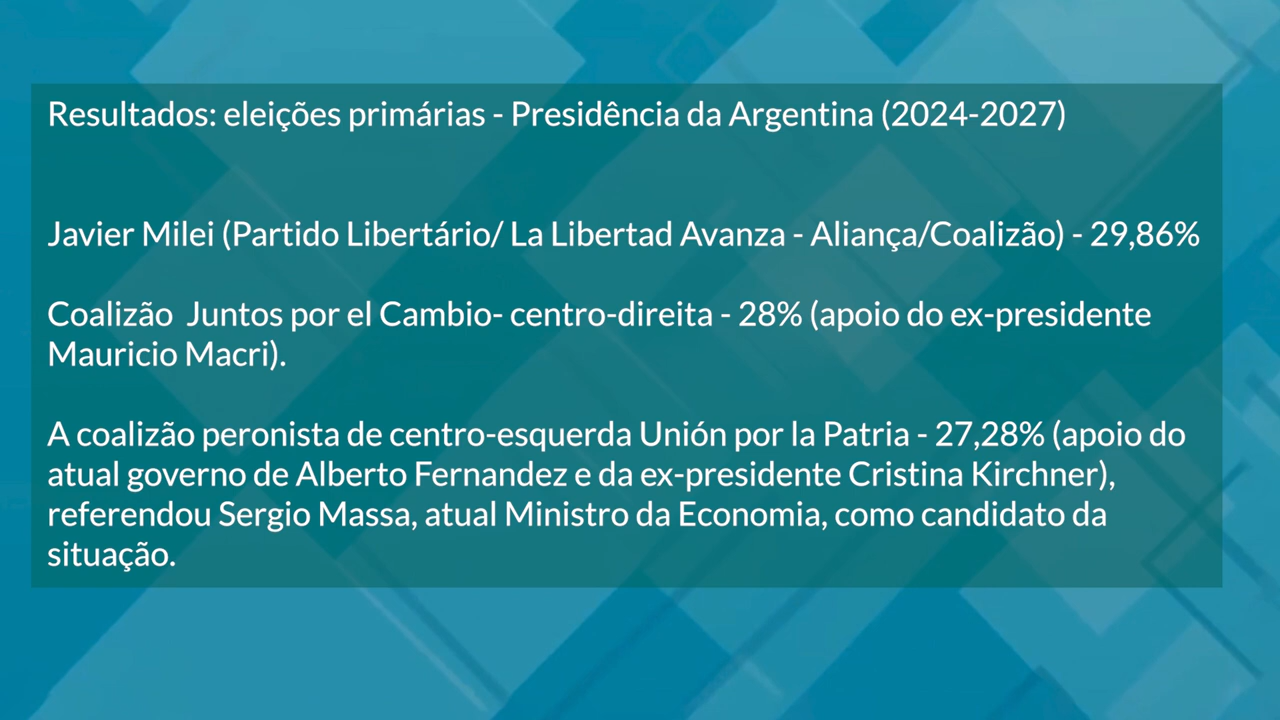 Resultados: eleições primárias - Presidência da Argentina (2024-2027)
Javier Milei (Partido Libertário/ La Libertad Avanza - Aliança/Coalizão) - 29,86%
Coalizão  Juntos por el Cambio- centro-direita - 28% (apoio do ex-presidente
Mauricio Macri).
A coalizão peronista de centro-esquerda Unión por la Patria - 27,28% (apoio do
atual governo de Alberto Fernandez e da ex-presidente Cristina Kirchner),
referendou Sergio Massa, atual Ministro da Economia, como candidato da
situação.